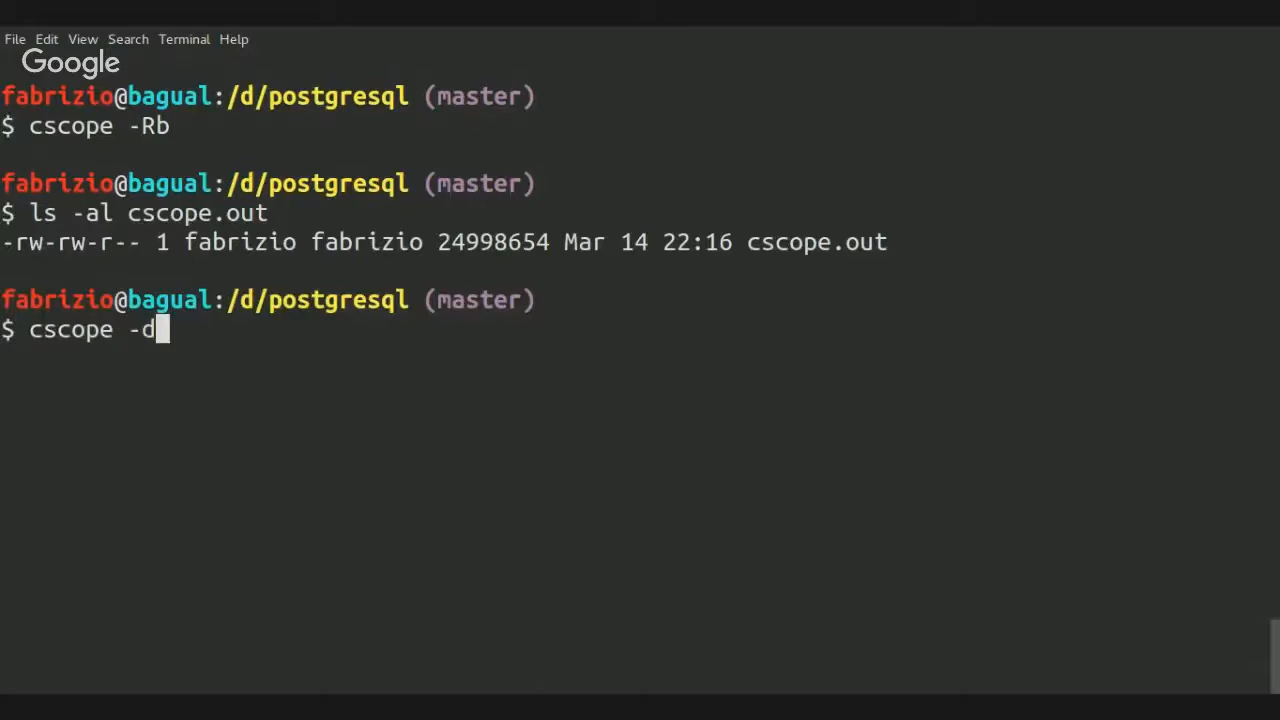 File Edit View Search Terminal Help
Google
fabrizio@bagual:/d/postgresql (master)
$ cscope -Rb
fabrizio@bagual:/d/postgresql (master)
$ ls -al cscope.out
-rw-rw-r-- 1 fabrizio fabrizio 24998654 Mar 14 22:16 cscope.out
fabrizio@bagual:/d/postgresql (master)
$ cscope -d